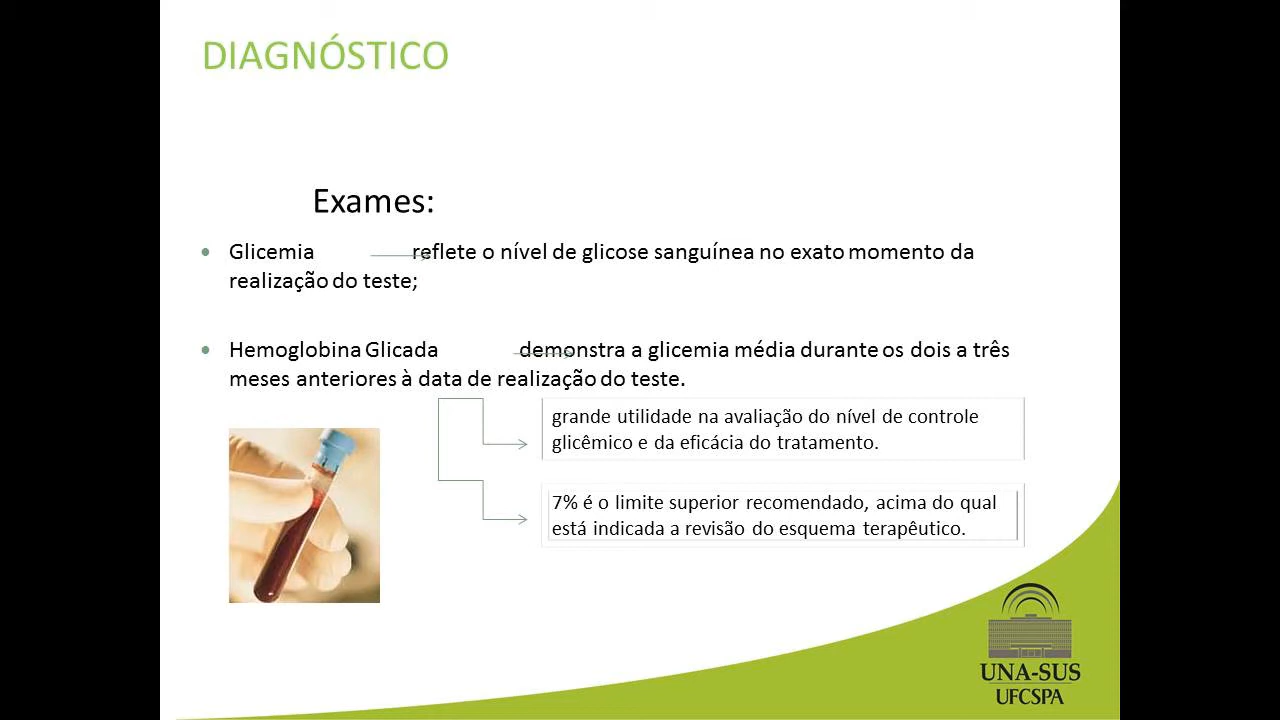 DIAGNÓSTICO
Exames:
Glicemia reflete o nível de glicose sanguínea no exato momento da
realização do teste;
Hemoglobina Glicada demonstra a glicemia média durante os dois a três
meses anteriores à data de realização do teste.
grande utilidade na avaliação do nível de controle
glicêmico e da eficácia do tratamento.
7% é o limite superior recomendado, acima do qual
está indicada a revisão do esquema terapêutico.
UNA-SUS
UFCSPA